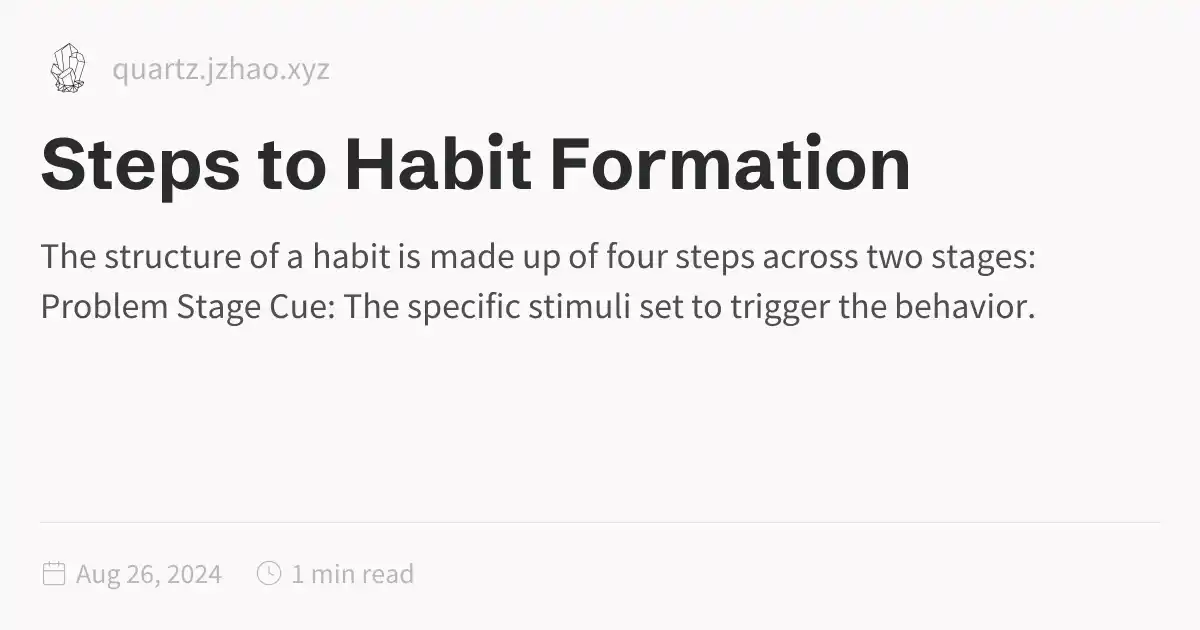 quartz.jzhao.xyz
Steps to Habit Formation
The structure of a habit is made up of four steps across two stages:
Problem Stage Cue: The specific stimuli set to trigger the behavior.
Aug 26, 2024 1 min read